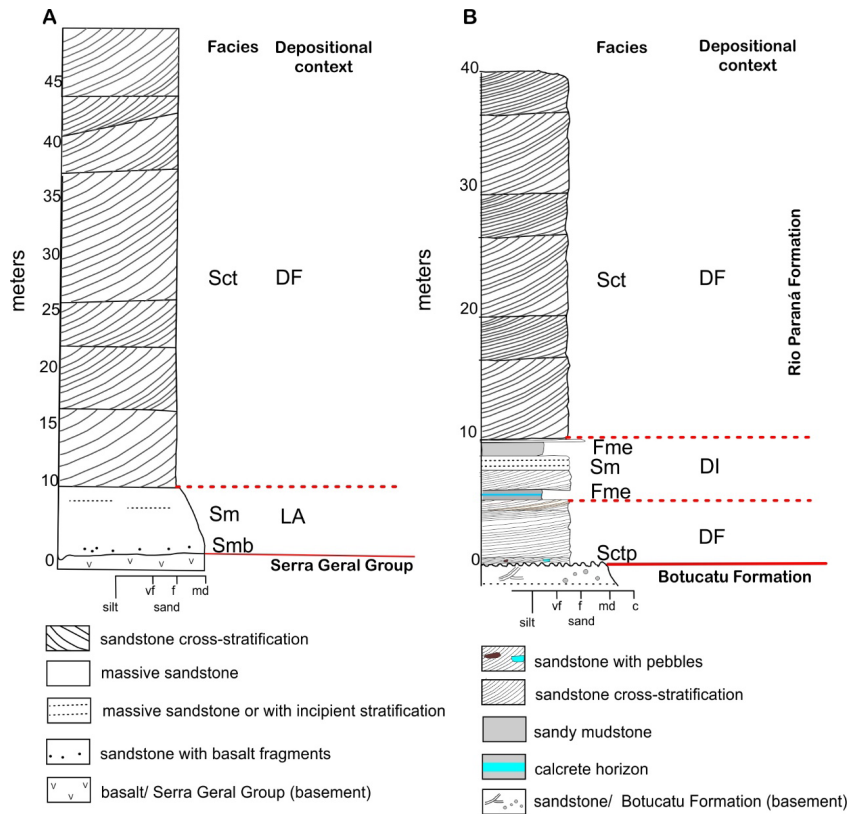 A
Facies
Depositional
context
45
40
35
30
25
20
15
10
0
meters
Sct
DF
Sm
LA
Smb
Serra Geral Group
v v v v v
silt
vf
f
md
sand
sandstone cross-stratification
massive sandstone
massive sandstone or with incipient stratification
sandstone with basalt fragments
v v v
basalt/ Serra Geral Group (basement)
B
Facies
Depositional
context
40
30
20
10
0
meters
Rio Paraná Formation
Sct
DF
Fme
Sm
DI
Fme
DF
Sctp
Botucatu Formation
silt
vf
f
md
c
sand
sandstone with pebbles
sandstone cross-stratification
sandy mudstone
calcrete horizon
sandstone/ Botucatu Formation (basement)